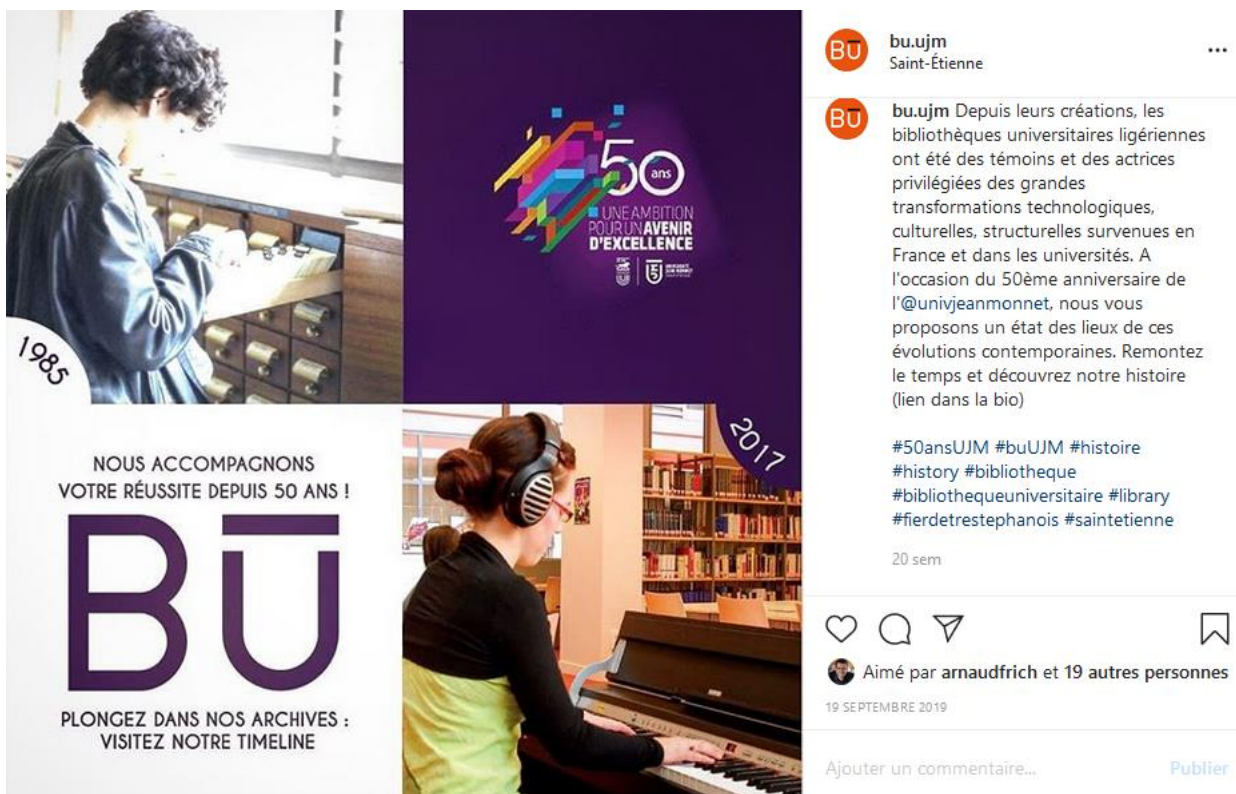 1985
50
ans
UNE AMBITION
POUR UN AVENIR
D'EXCELLENCE
UNIVERSITÉ
JEAN MONNET
2017
NOUS ACCOMPAGNONS
VOTRE RÉUSSITE DEPUIS 50 ANS !
BU
PLONGEZ DANS NOS ARCHIVES :
VISITEZ NOTRE TIMELINE
BU
bu.ujm
Saint-Étienne
BU
bu.ujm Depuis leurs créations, les
bibliothèques universitaires ligériennes
ont été des témoins et des actrices
privilégiées des grandes
transformations technologiques,
culturelles, structurelles survenues en
France et dans les universités. A
l'occasion du 50ème anniversaire de
l'@univjeanmonnet, nous vous
proposons un état des lieux de ces
évolutions contemporaines. Remontez
le temps et découvrez notre histoire
(lien dans la bio)
#50ansUJM #buUJM #histoire
#history #bibliotheque
#bibliothequeuniversitaire #library
#fierdetrestephanois #saintetienne
20 sem
Aimé par arnaudfrich et 19 autres personnes
19 SEPTEMBRE 2019
Ajouter un commentaire... Publier